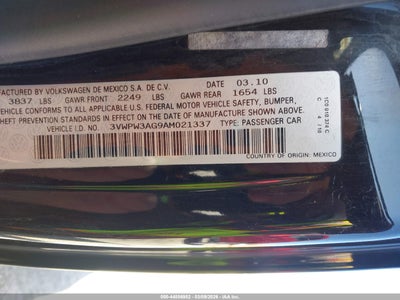 FACTURED BY VOLKSWAGEN DE MEXICO S.A. DE C.V. DATE 03.10
3837 LBS GAWR FRONT 2249 LBS GAWR REAR 1654 LBS
VEHICLE CONFORMS TO ALL APPLICABLE U.S. FEDERAL MOTOR VEHICLE SAFETY, BUMPER,
THEFT PREVENTION STANDARDS IN EFFECT ON THE DATE OF MANUFACTURE SHOWN ABOVE.
VEHICLE I.D. NO.: 3VWPW3AG9AM021337 TYPE: PASSENGER CAR
COUNTRY OF ORIGIN: MEXICO